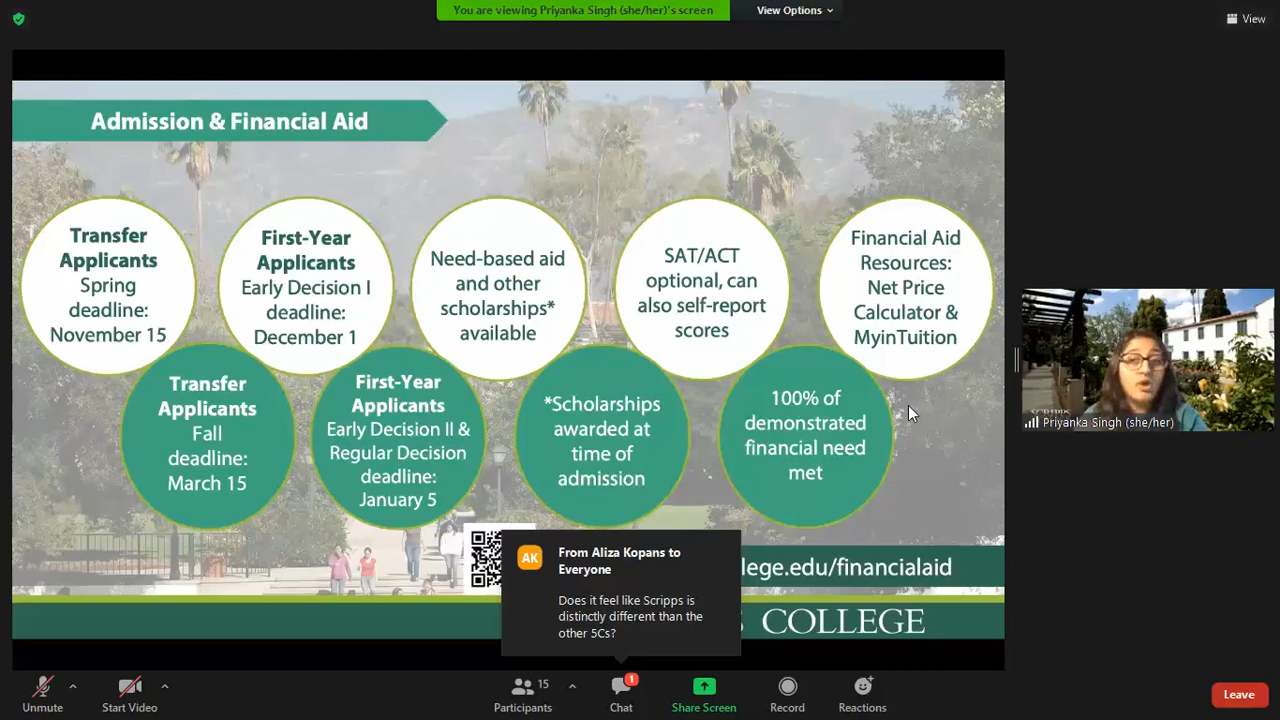 You are viewing Priyanka Singh (she/her)'s screen
View Options
View
Admission & Financial Aid
Transfer
Applicants
Spring
deadline:
November 15
First-Year
Applicants
Early Decision I
deadline:
December 1
Need-based aid
and other
scholarships*
available
SAT/ACT
optional, can
also self-report
scores
Financial Aid
Resources:
Net Price
Calculator &
MyinTuition
Transfer
Applicants
Fall
deadline:
March 15
First-Year
Applicants
Early Decision II &
Regular Decision
deadline:
January 5
*Scholarships
awarded at
time of
admission
100% of
demonstrated
financial need
met
Priyanka Singh (she/her)
AK
From Aliza Kopans to
Everyone
Does it feel like Scripps is
distinctly different than the
other 5Cs?
lege.edu/financialaid
COLLEGE
Unmute
Start Video
15
Participants
1
Chat
Share Screen
Record
Reactions
Leave